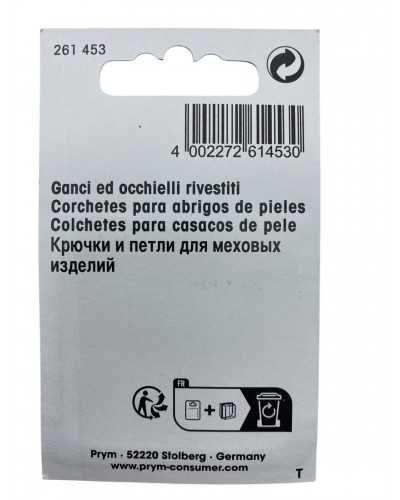 261 453
4 002272 614530
Ganci ed occhielli rivestiti
Corchetes para abrigos de pieles
Colchetes para casacos de pele
Крючки и петли для меховых
изделий
FR
+
Prym · 52220 Stolberg · Germany
www.prym-consumer.com
T